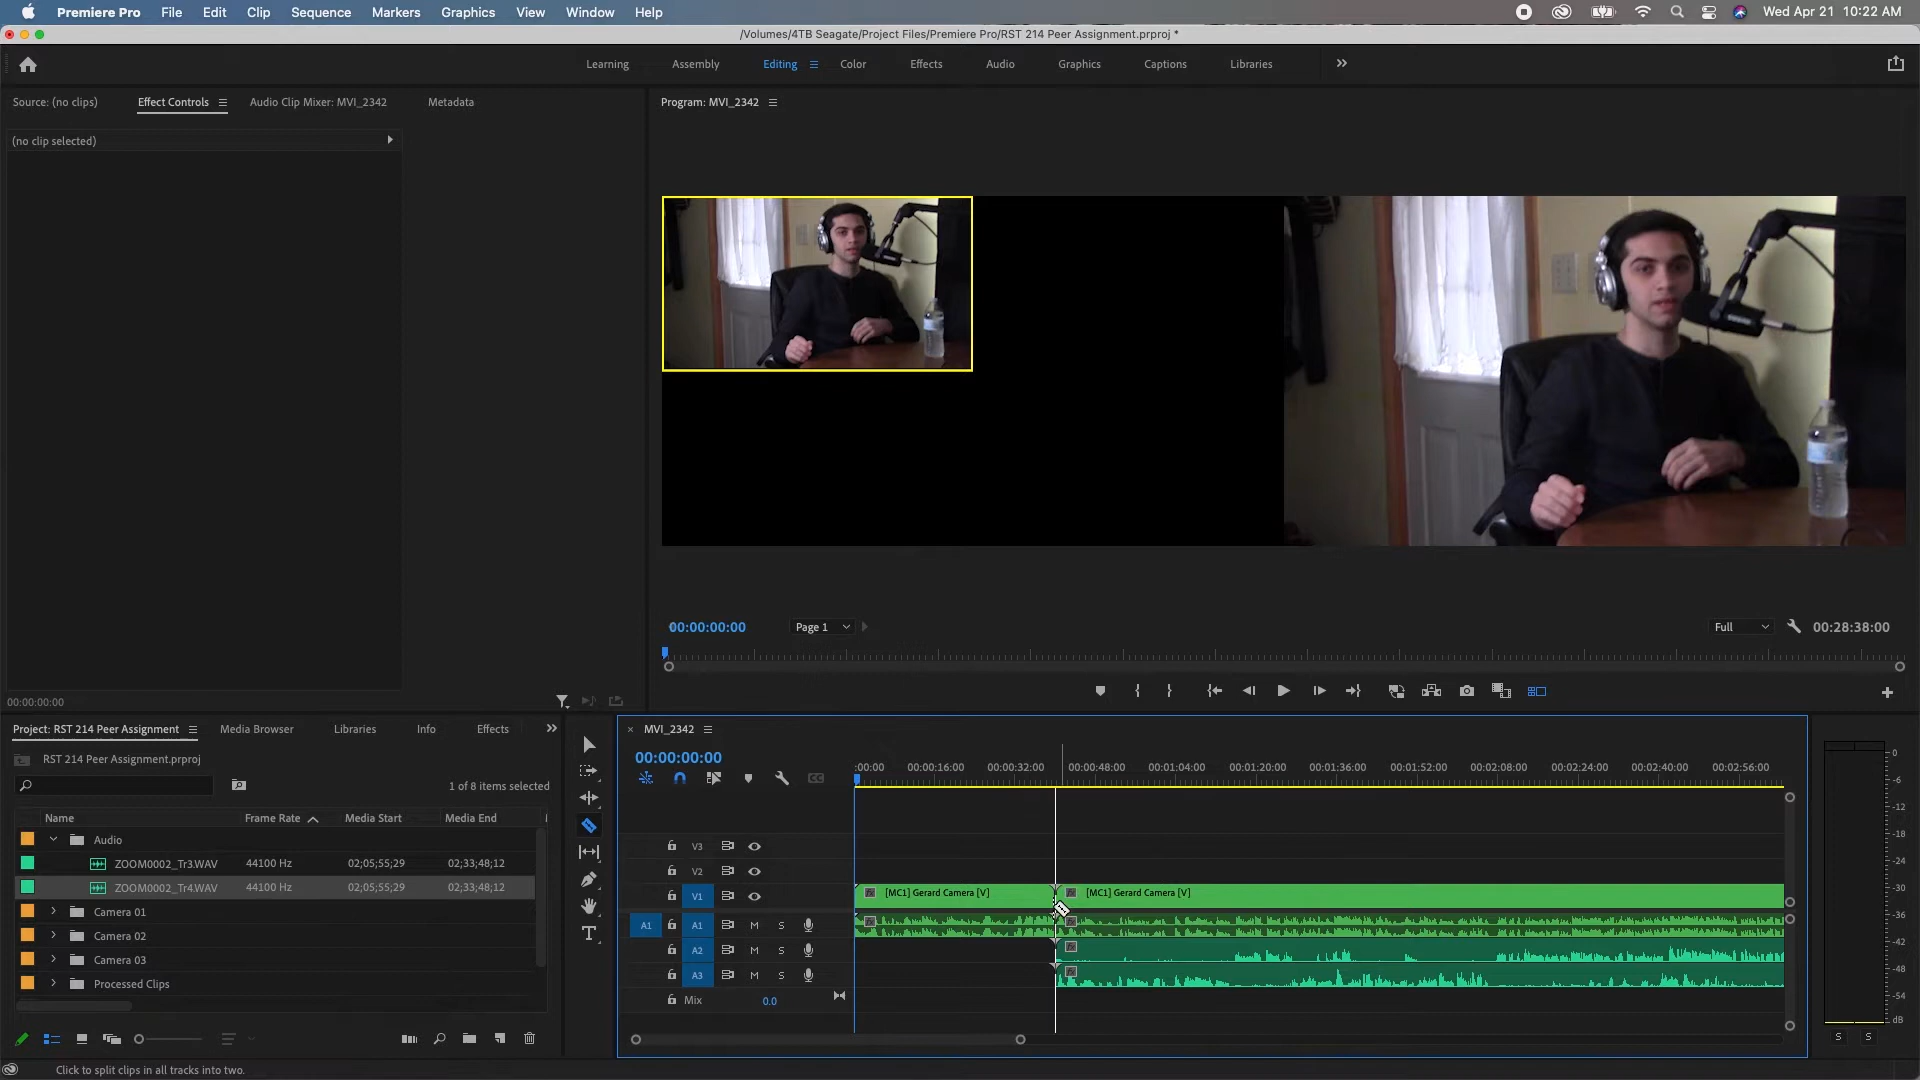 Premiere Pro File Edit Clip Sequence Markers Graphics View Window Help Wed Apr 21 10:22 AM
/Volumes/4TB Seagate/Project Files/Premiere Pro/RST 214 Peer Assignment.prproj *
Learning Assembly Editing Color Effects Audio Graphics Captions Libraries
Source: (no clips) Effect Controls Audio Clip Mixer: MVI_2342 Metadata
Program: MVI_2342
(no clip selected)
00:00:00:00 Page 1 Full 00:28:38:00
00:00:00:00
Project: RST 214 Peer Assignment Media Browser Libraries Info Effects
RST 214 Peer Assignment.prproj
1 of 8 items selected
Name Frame Rate Media Start Media End
Audio
ZOOM0002_Tr3.WAV 44100 Hz 02;05;55;29 02;33;48;12
ZOOM0002_Tr4.WAV 44100 Hz 02;05;55;29 02;33;48;12
Camera 01
Camera 02
Camera 03
Processed Clips
MVI_2342
00:00:00:00
:00:00 00:00:16:00 00:00:32:00 00:00:48:00 00:01:04:00 00:01:20:00 00:01:36:00 00:01:52:00 00:02:08:00 00:02:24:00 00:02:40:00 00:02:56:00
V3
V2
V1 [MC1] Gerard Camera [V] [MC1] Gerard Camera [V]
A1 A1 M S
A2 M S
A3 M S
Mix 0.0
0
-6
-12
-18
-24
-30
-36
-42
-48
-54
dB
S S
Click to split clips in all tracks into two.